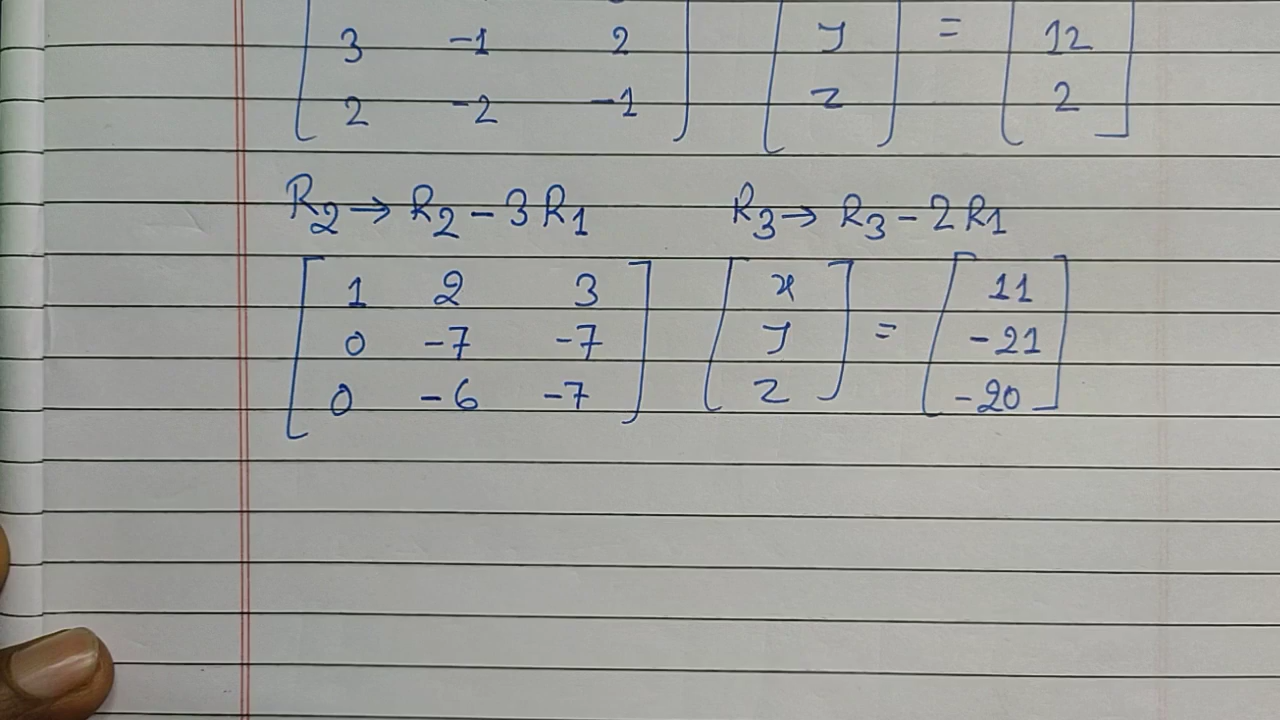 3 -1 2 y = 12
2 -2 -1 z 2
R2→ R2-3R1 R3→ R3-2R1
1 2 3 x 11
0 -7 -7 y = -21
0 -6 -7 z -20